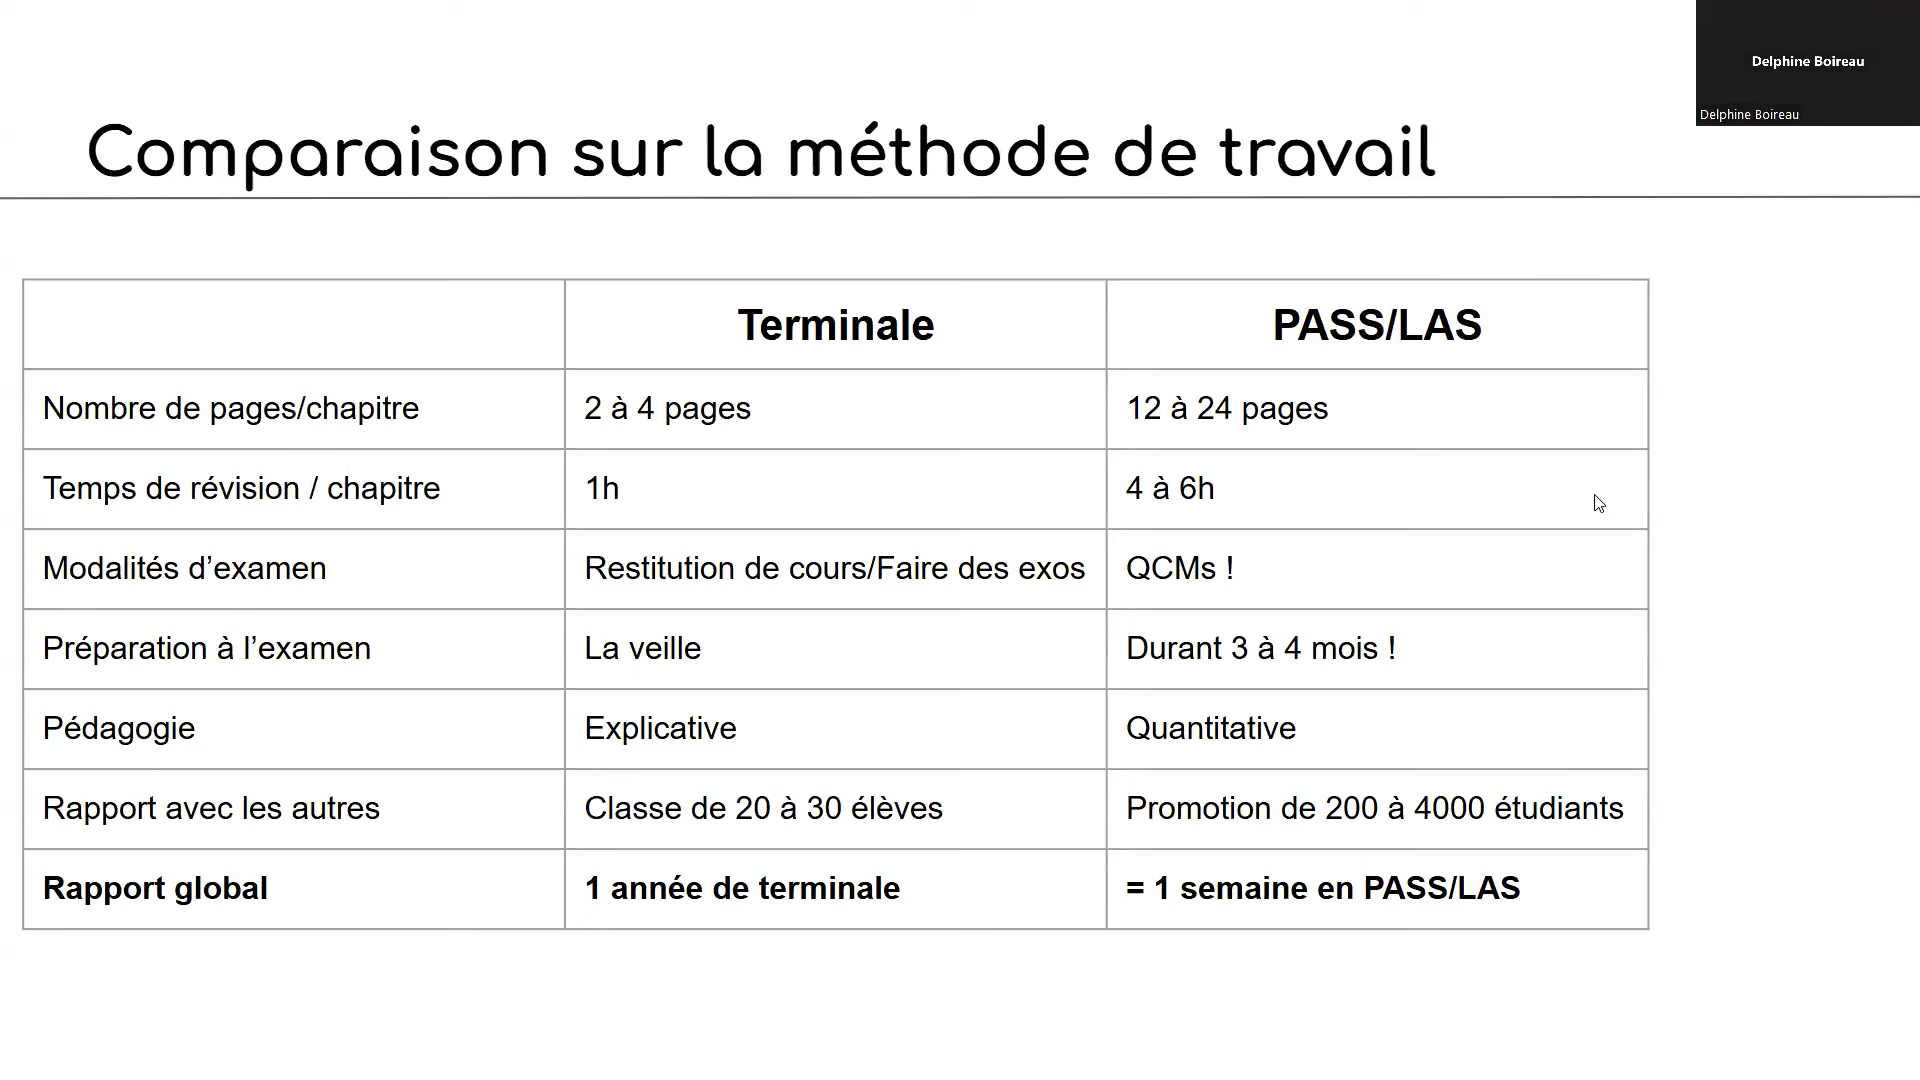 Delphine Boireau
Delphine Boireau
Comparaison sur la méthode de travail
Terminale PASS/LAS
Nombre de pages/chapitre 2 à 4 pages 12 à 24 pages
Temps de révision / chapitre 1h 4 à 6h
Modalités d’examen Restitution de cours/Faire des exos QCMs !
Préparation à l’examen La veille Durant 3 à 4 mois !
Pédagogie Explicative Quantitative
Rapport avec les autres Classe de 20 à 30 élèves Promotion de 200 à 4000 étudiants
Rapport global 1 année de terminale = 1 semaine en PASS/LAS